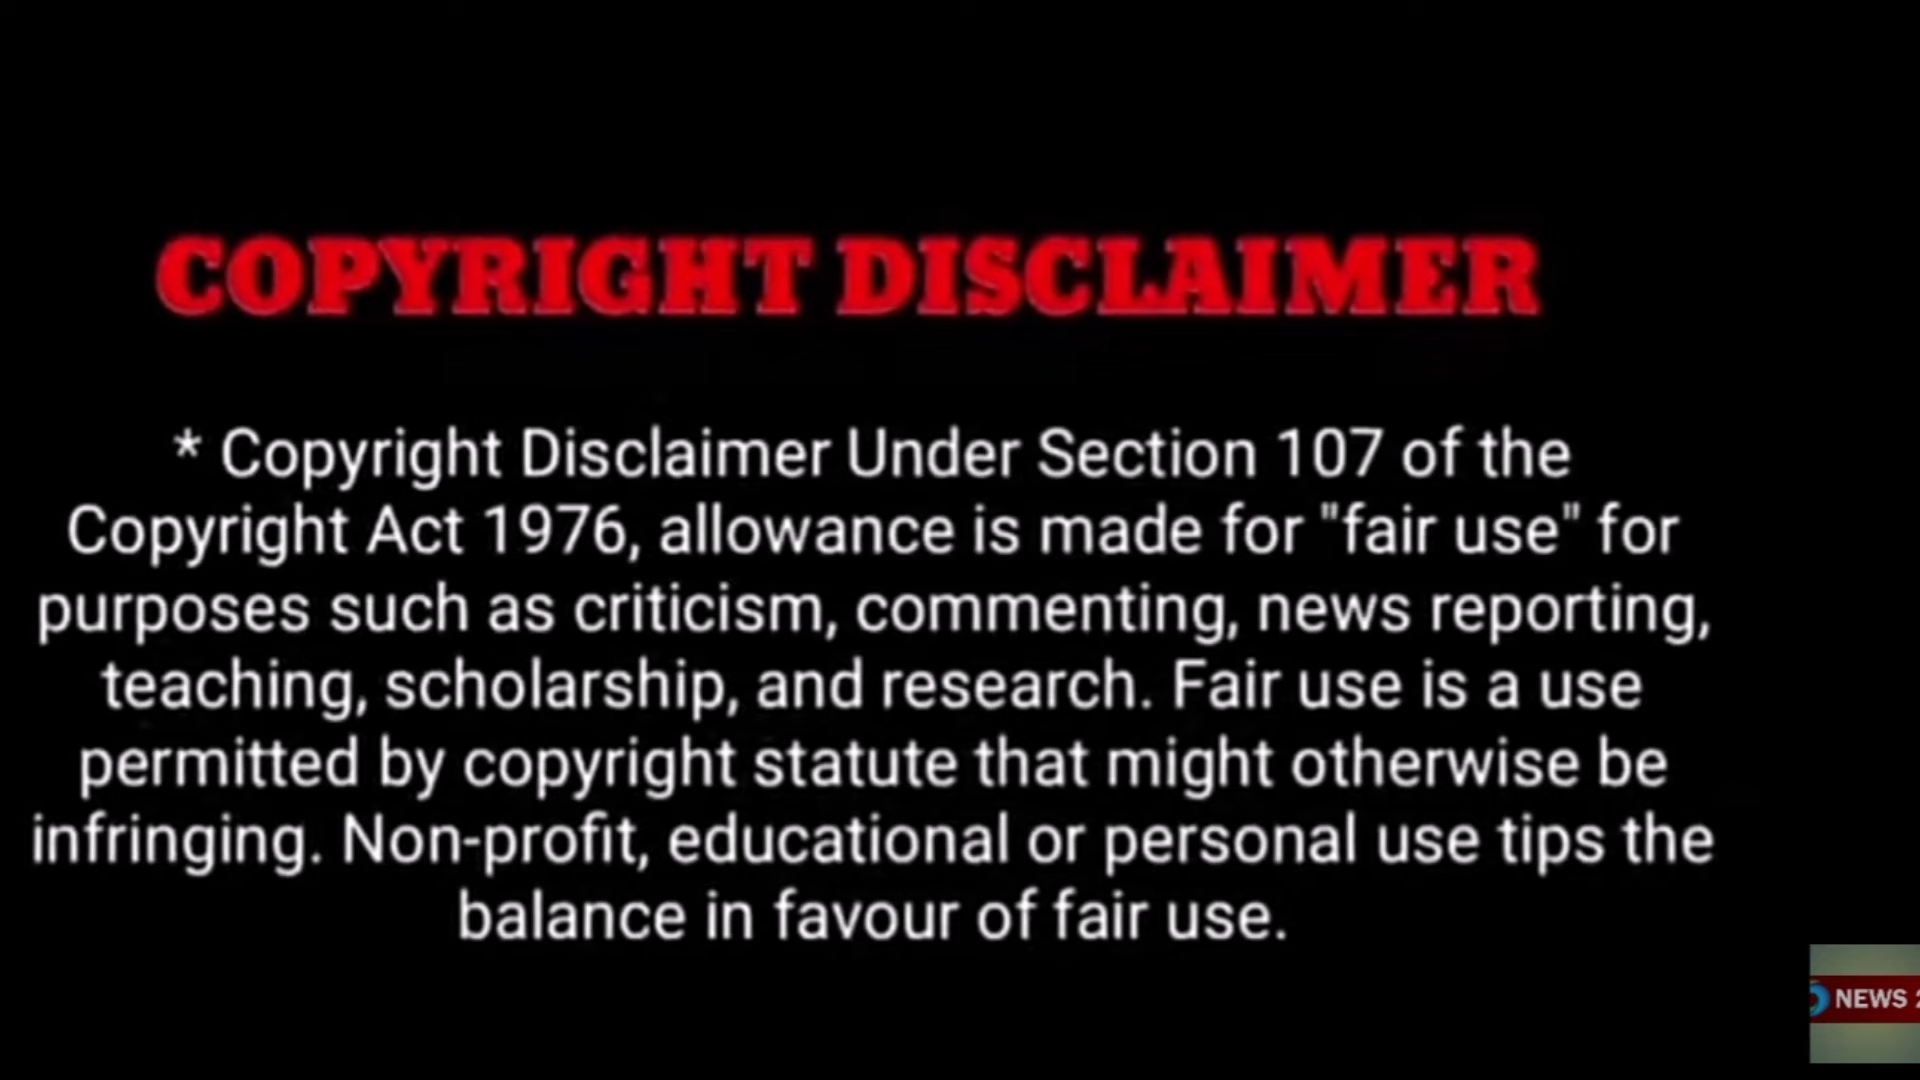 COPYRIGHT DISCLAIMER
* Copyright Disclaimer Under Section 107 of the
Copyright Act 1976, allowance is made for "fair use" for
purposes such as criticism, commenting, news reporting,
teaching, scholarship, and research. Fair use is a use
permitted by copyright statute that might otherwise be
infringing. Non-profit, educational or personal use tips the
balance in favour of fair use.
NEWS